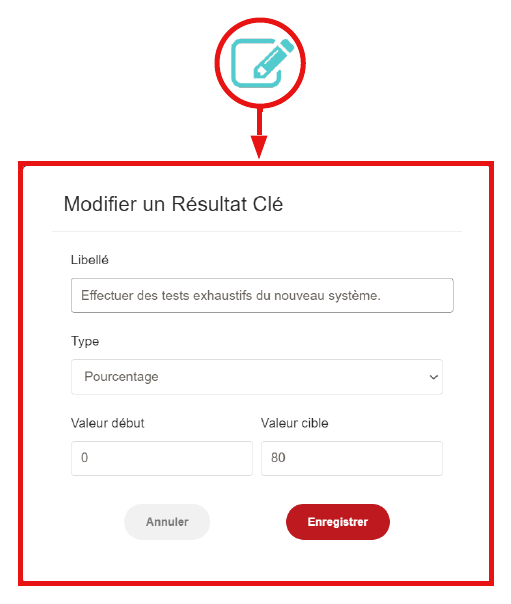 Modifier un Résultat Clé
Libellé
Effectuer des tests exhaustifs du nouveau système.
Type
Pourcentage
Valeur début Valeur cible
0 80
Annuler Enregistrer